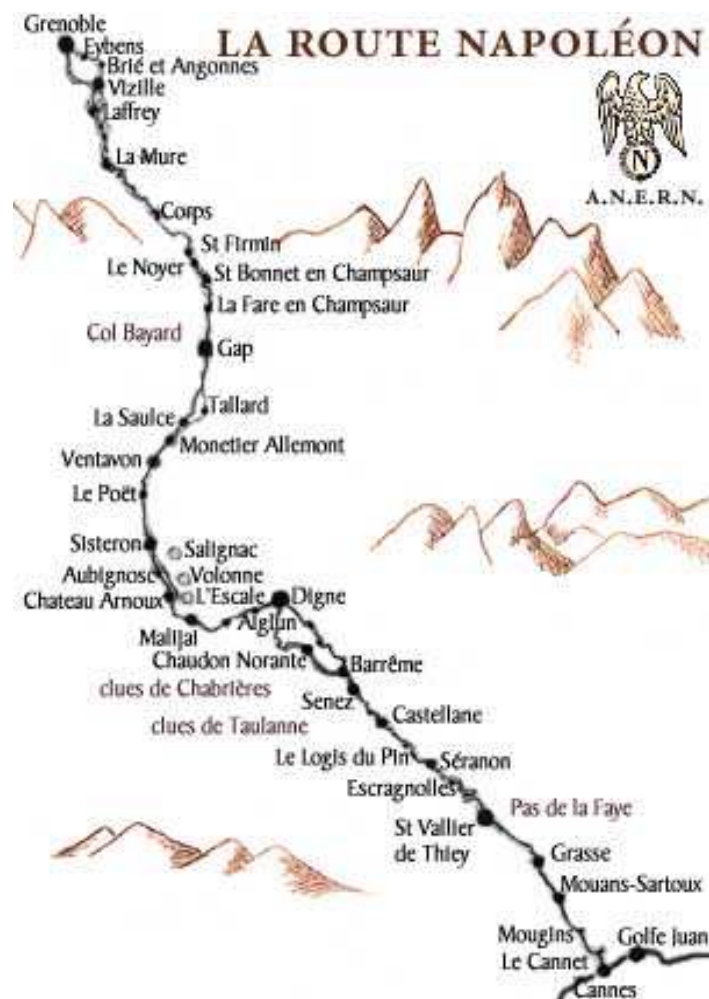 LA ROUTE NAPOLÉON
N
A.N.E.R.N.
Grenoble
Eybens
Brié et Angonnes
Vizille
Laffrey
La Mure
Corps
St Firmin
Le Noyer
St Bonnet en Champsaur
La Fare en Champsaur
Col Bayard
Gap
Tallard
La Saulce
Monetier Allemont
Ventavon
Le Poët
Sisteron
Salignac
Aubignosc
Volonne
Chateau Arnoux
L'Escale
Digne
Aiglun
Malijai
Chaudon Norante
Barrême
clues de Chabrières
Senez
clues de Taulanne
Castellane
Le Logis du Pin
Séranon
Escragnolles
Pas de la Faye
St Vallier
de Thiey
Grasse
Mouans-Sartoux
Mougins
Golfe Juan
Le Cannet
Cannes